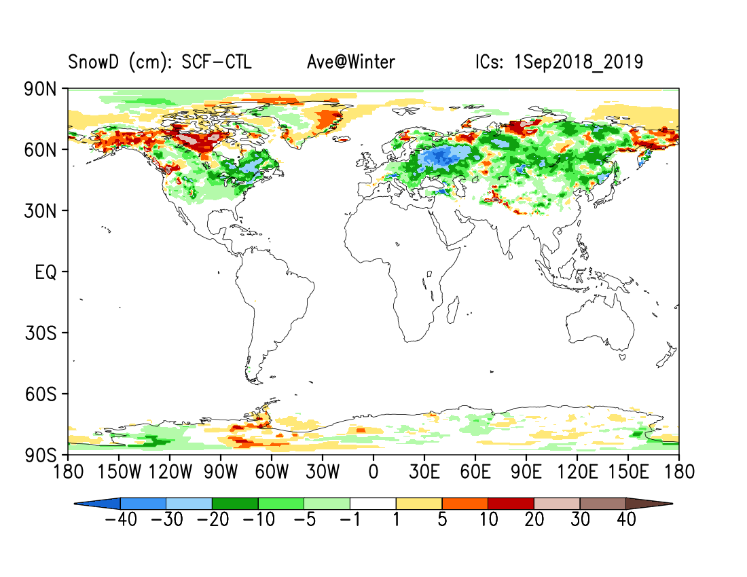 SnowD (cm): SCF-CTL Ave@Winter ICs: 1Sep2018_2019
90N
60N
30N
EQ
30S
60S
90S
180 150W 120W 90W 60W 30W 0 30E 60E 90E 120E 150E 180
-40 -30 -20 -10 -5 -1 1 5 10 20 30 40